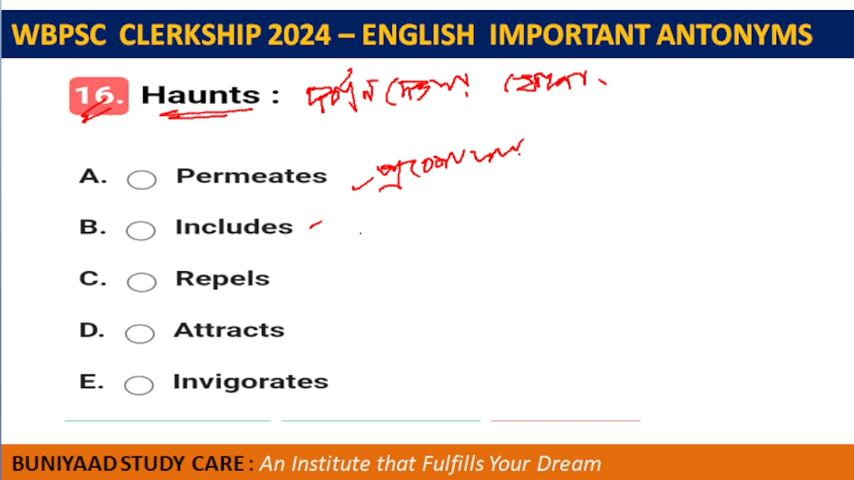 WBPSC CLERKSHIP 2024 – ENGLISH IMPORTANT ANTONYMS
16. Haunts :
A. Permeates
B. Includes
C. Repels
D. Attracts
E. Invigorates
BUNIYAAD STUDY CARE : An Institute that Fulfills Your Dream